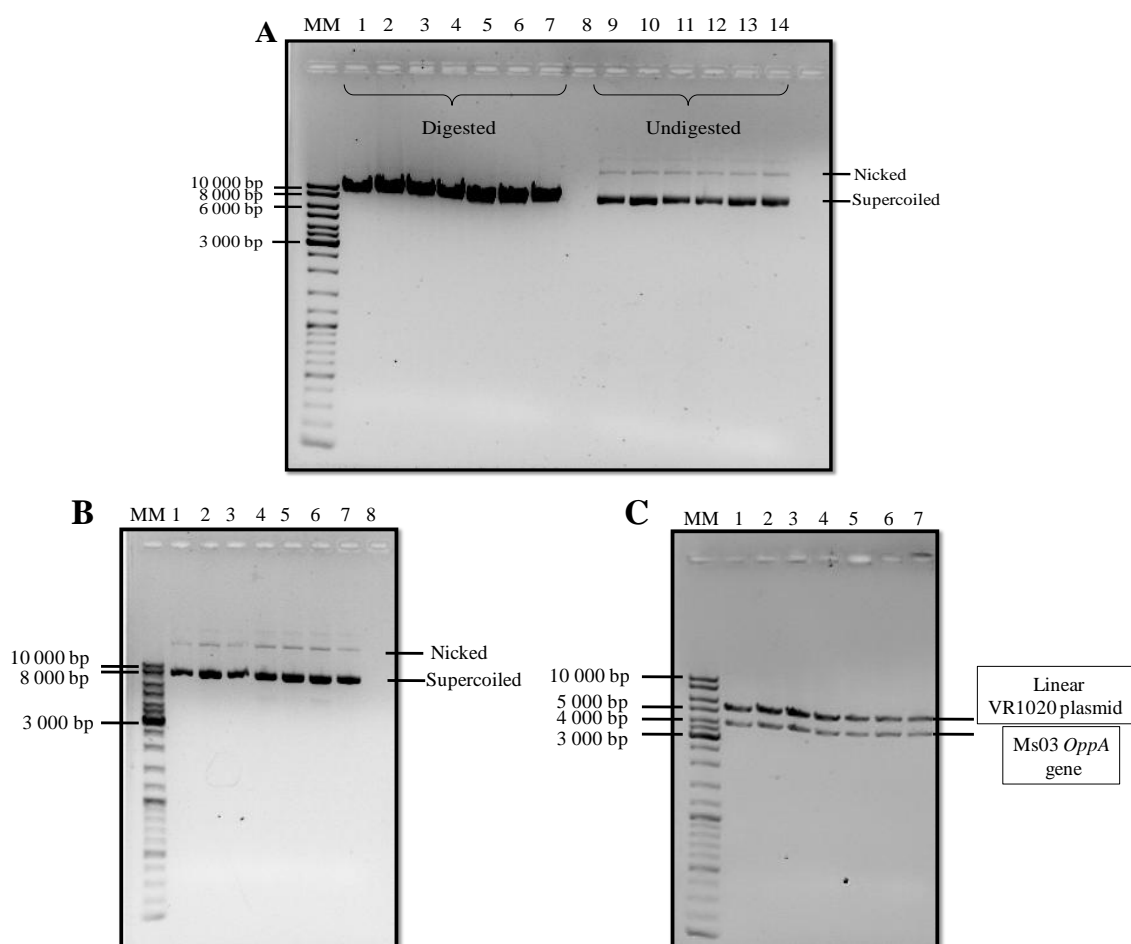 A
MM 1 2 3 4 5 6 7 8 9 10 11 12 13 14
Digested Undigested
10 000 bp
8 000 bp
6 000 bp
3 000 bp
Nicked
Supercoiled
B
MM 1 2 3 4 5 6 7 8
10 000 bp
8 000 bp
3 000 bp
Nicked
Supercoiled
C
MM 1 2 3 4 5 6 7
10 000 bp
5 000 bp
4 000 bp
3 000 bp
Linear
VR1020 plasmid
Ms03 OppA
gene